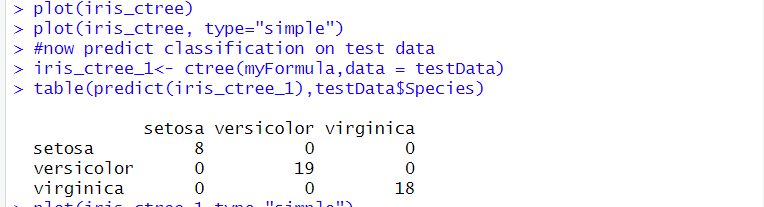 > plot(iris_ctree)
> plot(iris_ctree, type="simple")
> #now predict classification on test data
> iris_ctree_1<- ctree(myFormula,data = testData)
> table(predict(iris_ctree_1),testData$Species)
setosa versicolor virginica
setosa 8 0 0
versicolor 0 19 0
virginica 0 0 18
> plot(iris_ctree_1,type="simple")